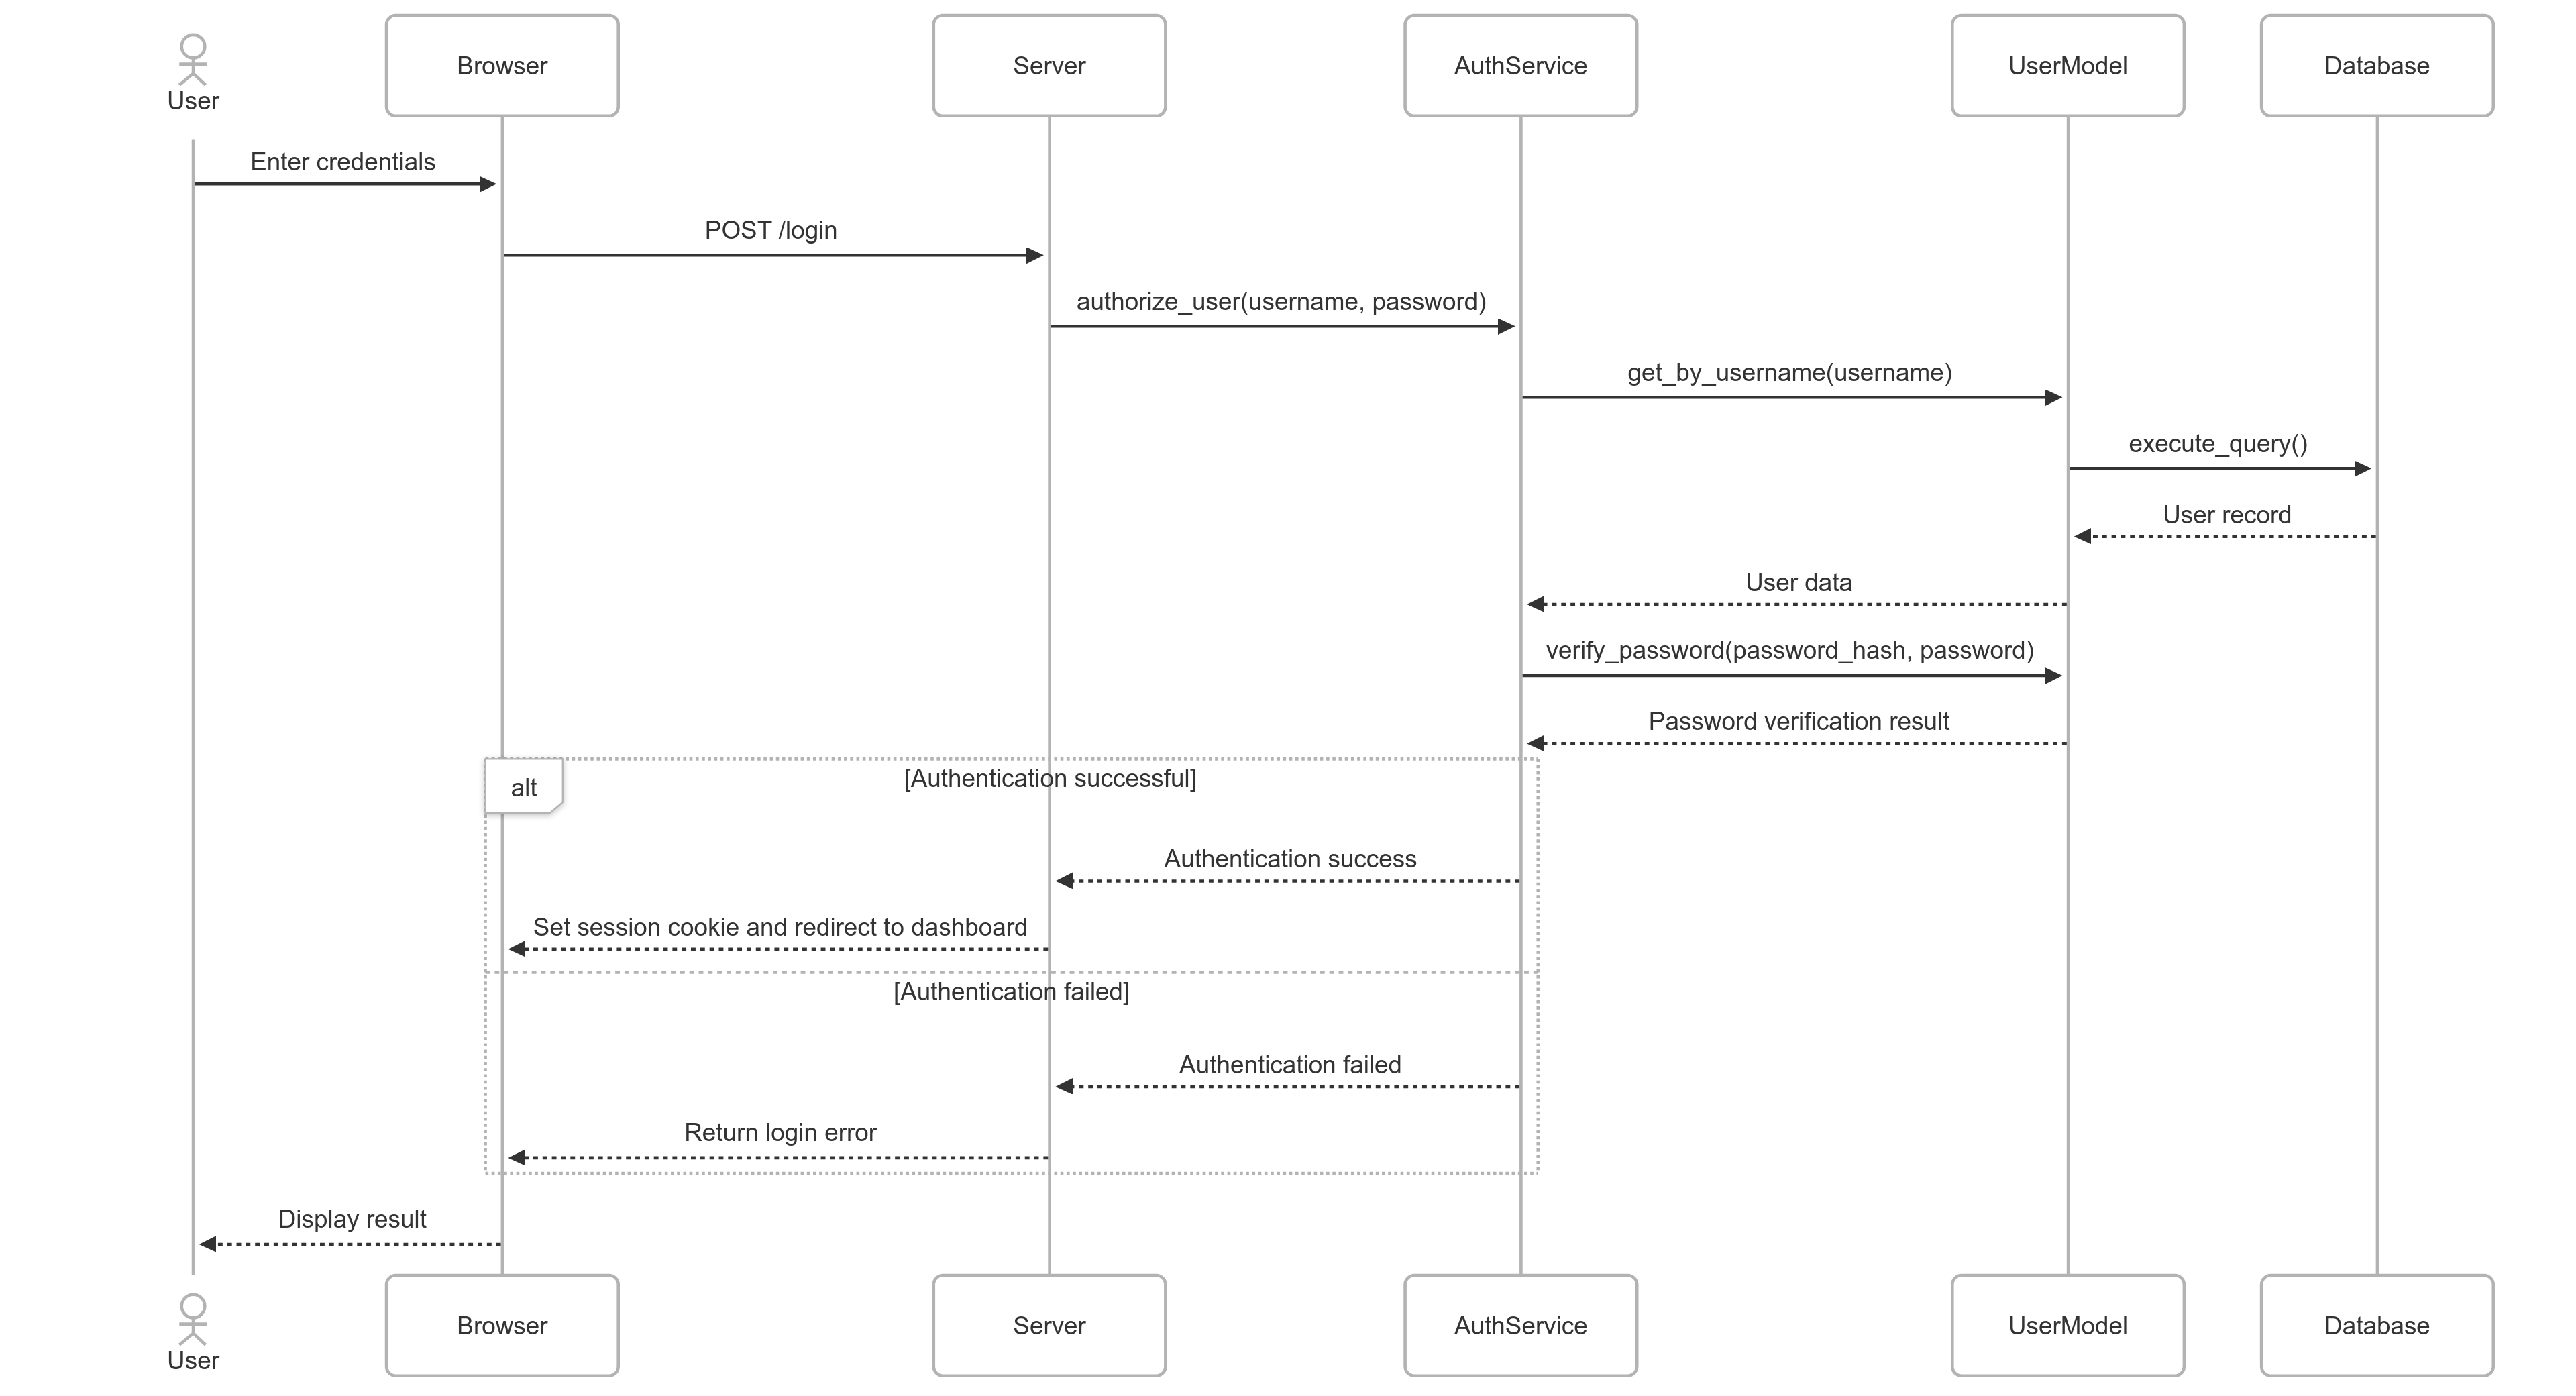 User
Browser
Server
AuthService
UserModel
Database
Enter credentials
POST /login
authorize_user(username, password)
get_by_username(username)
execute_query()
User record
User data
verify_password(password_hash, password)
Password verification result
alt
[Authentication successful]
Authentication success
Set session cookie and redirect to dashboard
[Authentication failed]
Authentication failed
Return login error
Display result
User
Browser
Server
AuthService
UserModel
Database